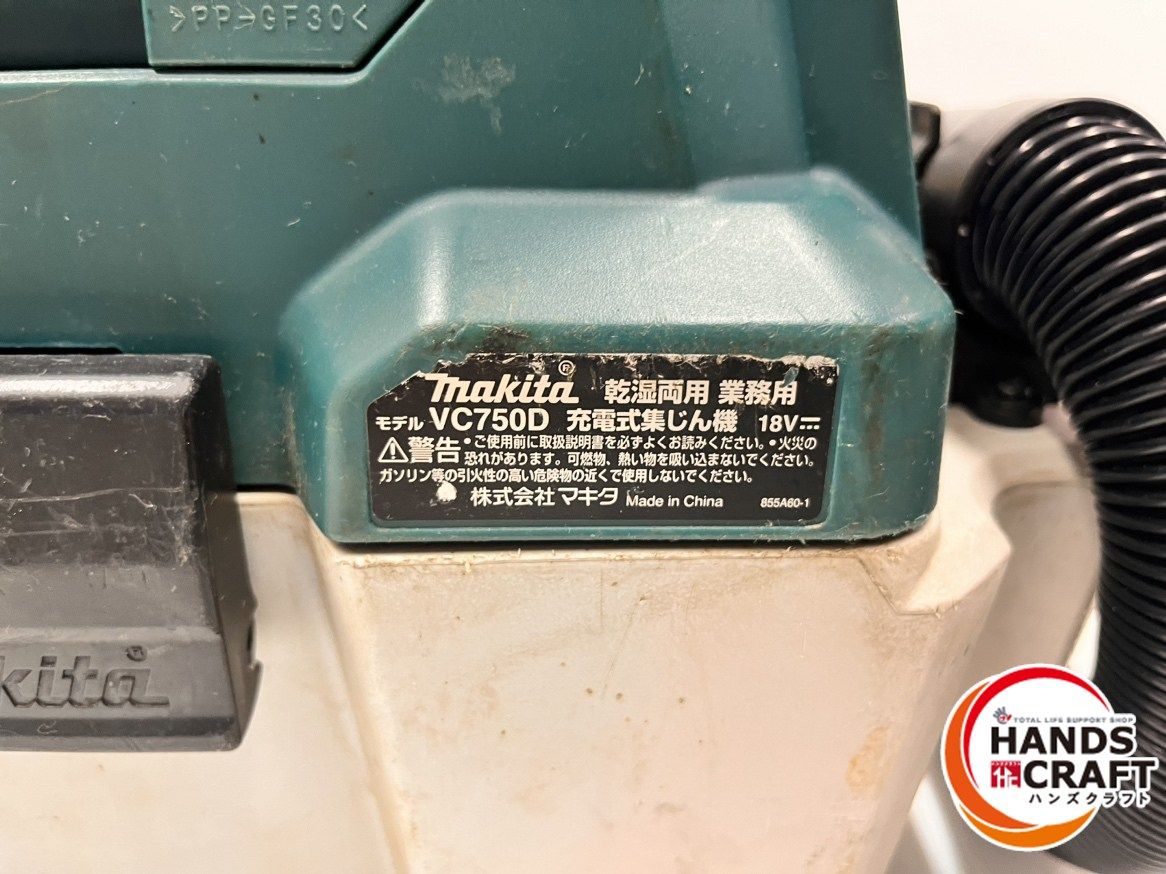 >PP-GF30<
makita® 乾湿両用 業務用
モデル VC750D 充電式集じん機 18V
警告 •ご使用前に取扱説明書を必ずよくお読みください。•火災の
恐れがあります。可燃物、熱い物を吸い込まないでください。
ガソリン等の引火性の高い危険物の近くで使用しないでください。
株式会社マキタ Made in China 855A60-1
kita®
TOTAL LIFE SUPPORT SHOP
HANDS
CRAFT
ハンズクラフト